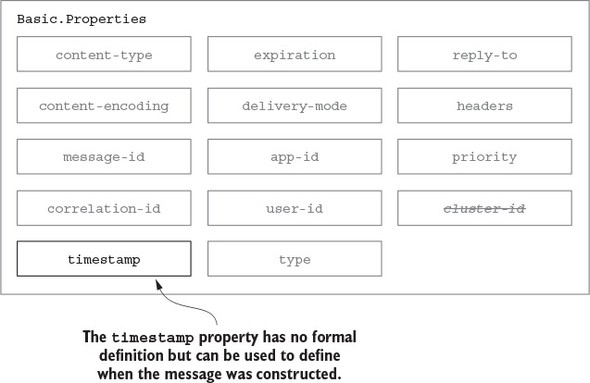 Basic.Properties
content-type expiration reply-to
content-encoding delivery-mode headers
message-id app-id priority
correlation-id user-id cluster-id
timestamp type
The timestamp property has no formal
definition but can be used to define
when the message was constructed.